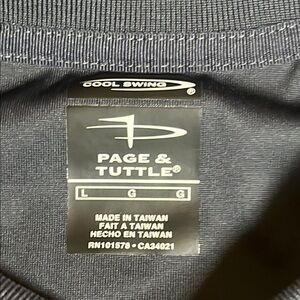 COOL SWING®
PAGE &
TUTTLE®
L G G
MADE IN TAIWAN
FAIT A TAIWAN
HECHO EN TAIWAN
RN101578 • CA34021